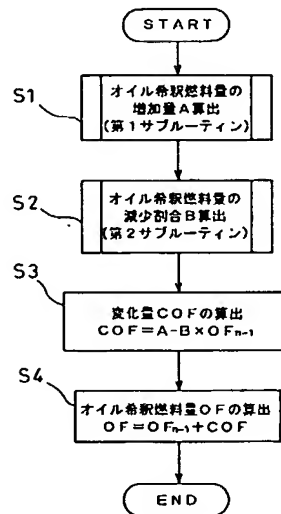 START
S1
オイル希釈燃料量の
増加量A算出
(第1サブルーティン)
S2
オイル希釈燃料量の
減少割合B算出
(第2サブルーティン)
S3
変化量COFの算出
COF=A-B×OFn-1
S4
オイル希釈燃料量OFの算出
OF=OFn-1+COF
END